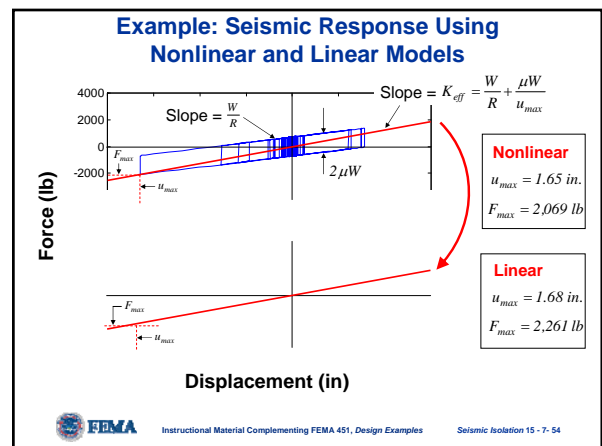 Example: Seismic Response Using
Nonlinear and Linear Models
Force (lb)
4000
2000
0
-2000
Slope = W/R
Slope = K_eff = W/R + μW/u_max
F_max
u_max
2 μW
Nonlinear
u_max = 1.65 in.
F_max = 2,069 lb
Linear
u_max = 1.68 in.
F_max = 2,261 lb
F_max
u_max
Displacement (in)
FEMA
Instructional Material Complementing FEMA 451, Design Examples
Seismic Isolation 15 - 7- 54